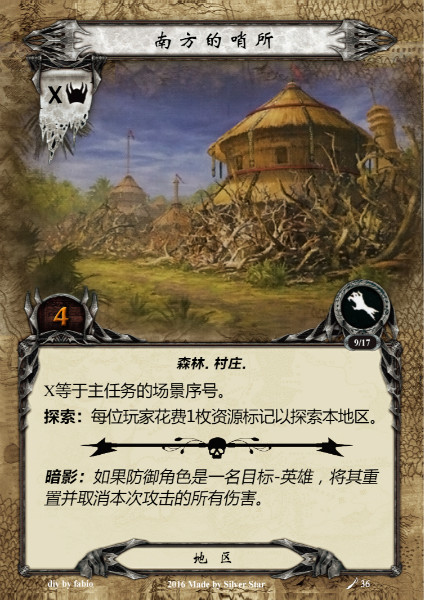 南方的哨所
X
4
9/17
森林. 村庄.
X等于主任务的场景序号。
探索：每位玩家花费1枚资源标记以探索本地区。
暗影：如果防御角色是一名目标-英雄，将其重
置并取消本次攻击的所有伤害。
地 区
diy by fabio 2016 Made by Silver Star 36